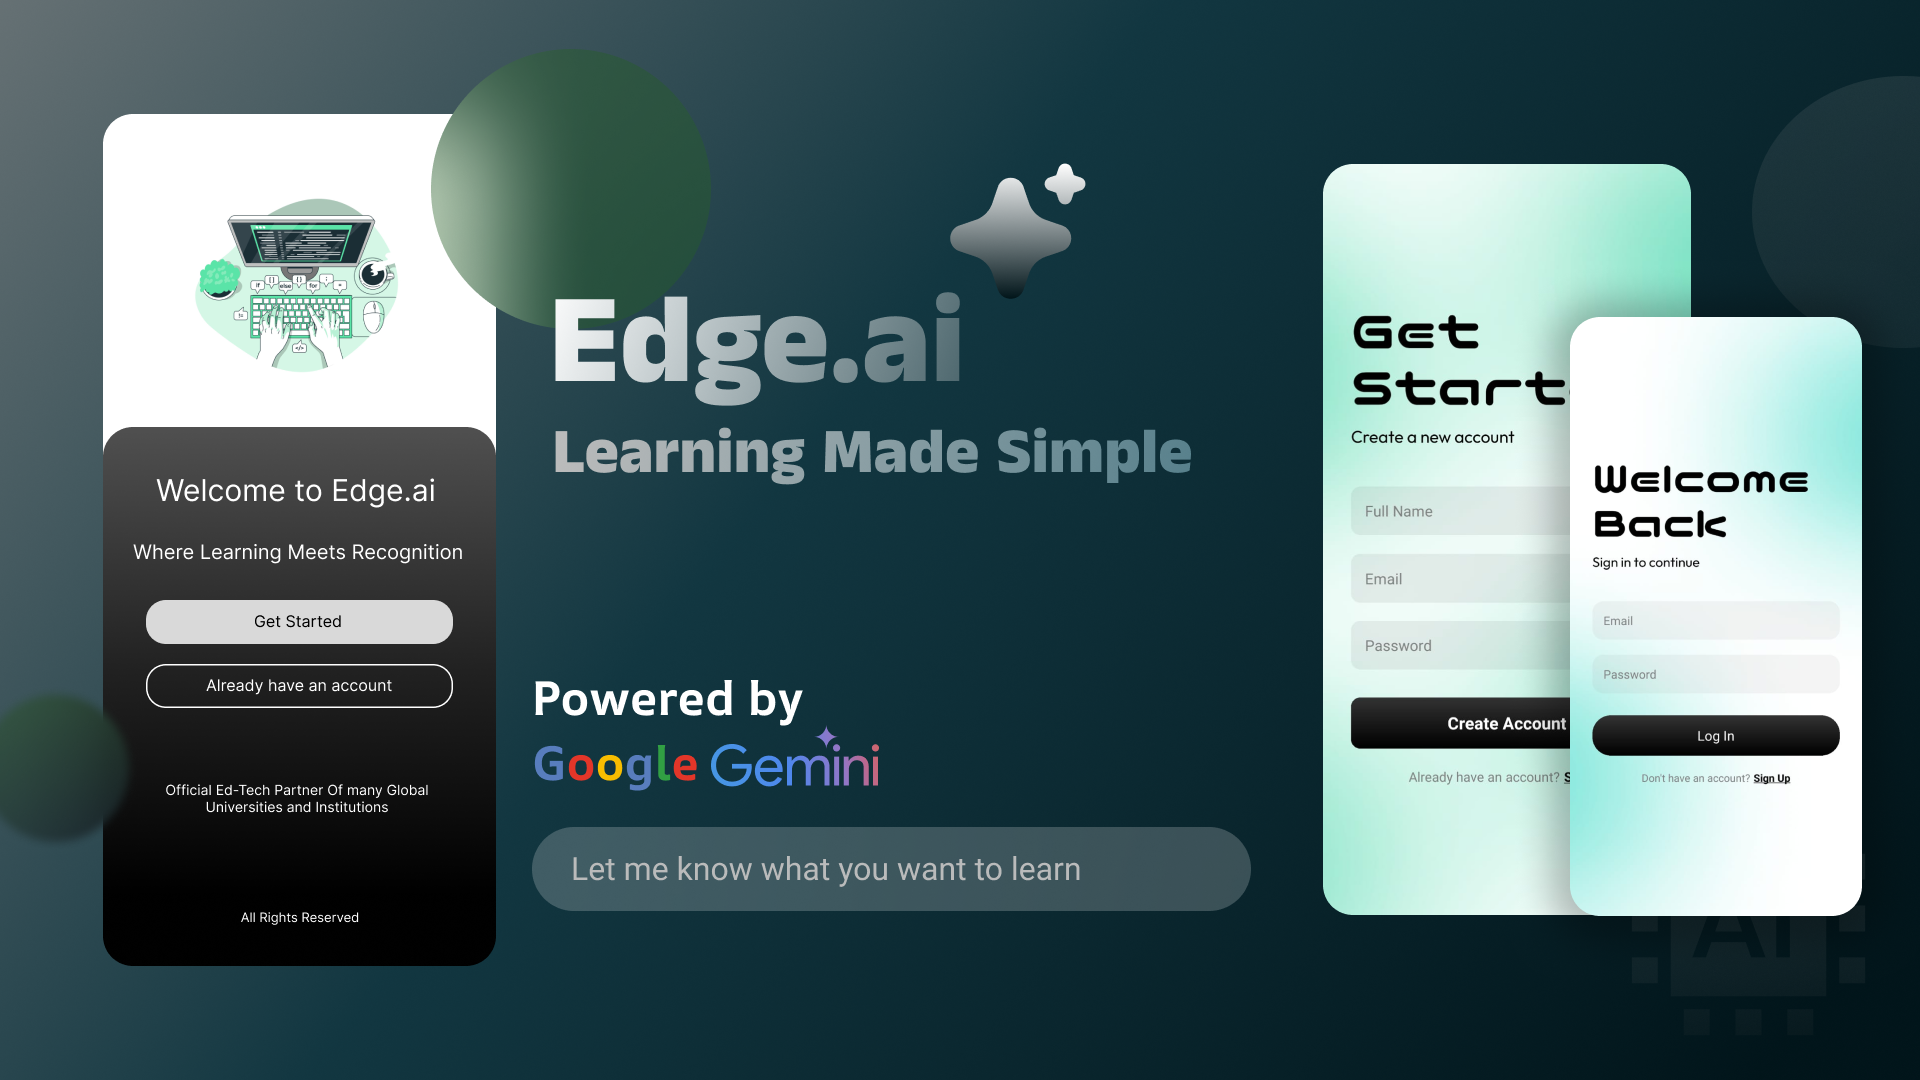 Welcome to Edge.ai
Where Learning Meets Recognition
Get Started
Already have an account
Official Ed-Tech Partner Of many Global
Universities and Institutions
All Rights Reserved
Edge.ai
Learning Made Simple
Powered by
Google Gemini
Let me know what you want to learn
Get
Start
Create a new account
Full Name
Email
Password
Create Account
Already have an account? S
Welcome
Back
Sign in to continue
Email
Password
Log In
Don't have an account? Sign Up
AI